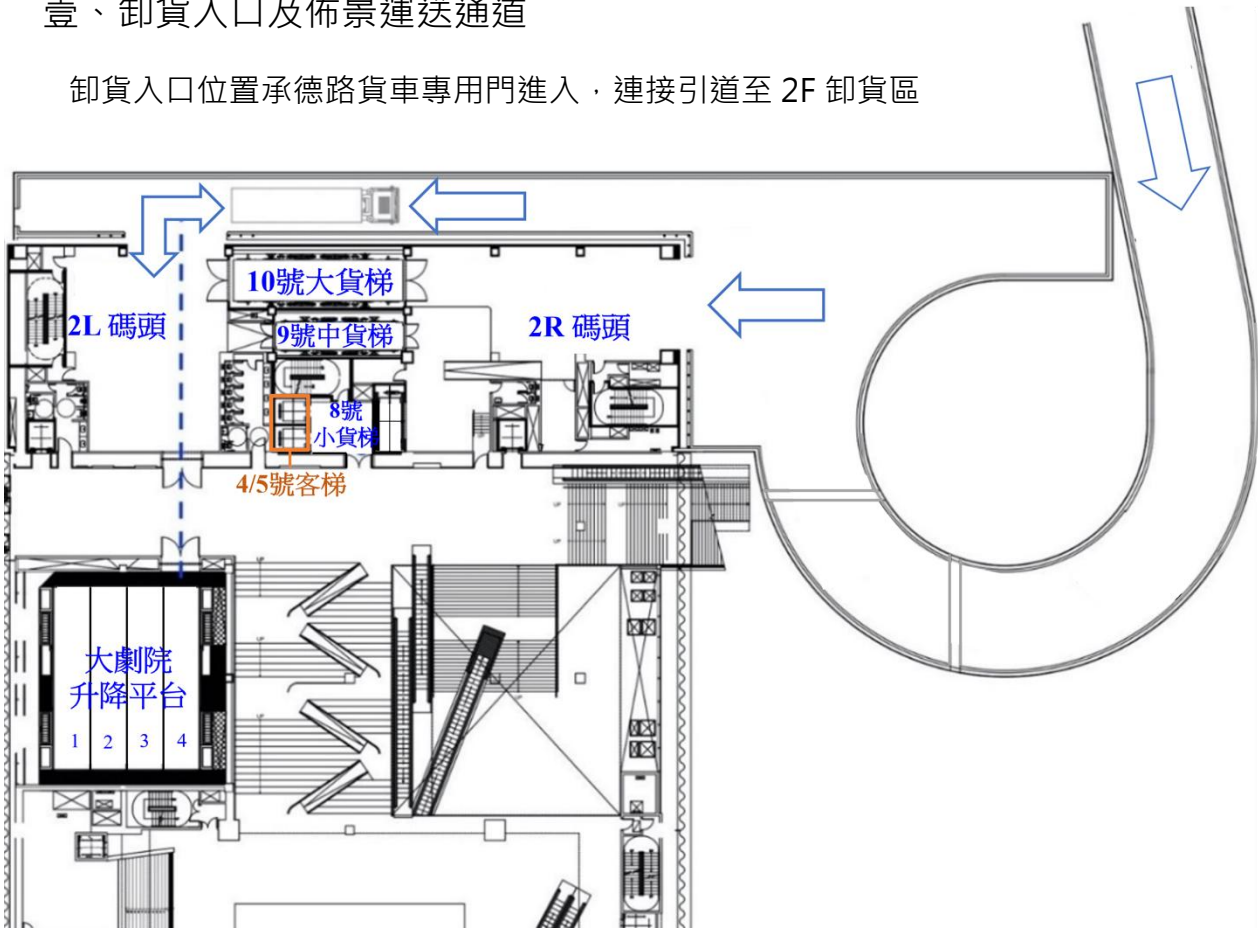 壹、卸貨入口及佈景運送通道
卸貨入口位置承德路貨車專用門進入，連接引道至 2F 卸貨區
10號大貨梯
2L 碼頭
9號中貨梯
2R 碼頭
8號
小貨梯
4/5號客梯
大劇院
升降平台
1 2 3 4